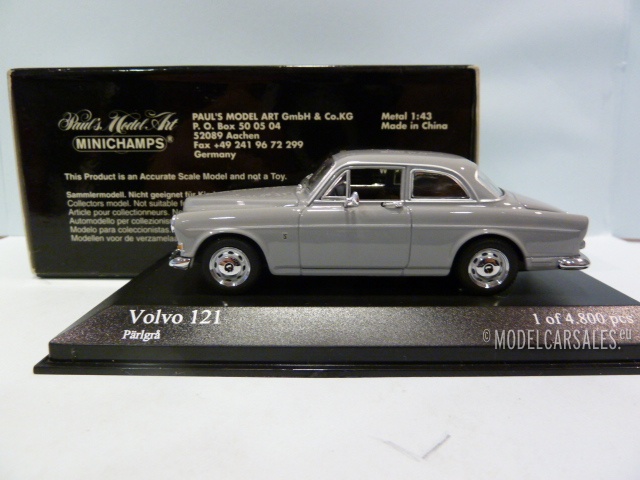 Paul's Model Art
MINICHAMPS
PAUL'S MODEL ART GmbH & Co.KG
P. O. Box 50 05 04
52089 Aachen
Fax +49 241 96 72 299
Germany
Metal 1:43
Made in China
This Product is an Accurate Scale Model and not a Toy.
Sammlermodell. Nicht geeignet für
Collectors model. Not suitable for
Article pour collectionneurs.
Automodello per collezionisti
Modelo para coleccionistas
Modellen voor de verzamela
Volvo 121
Pärlgrå
1 of 4.800 pcs
© MODELCARSALES.eu